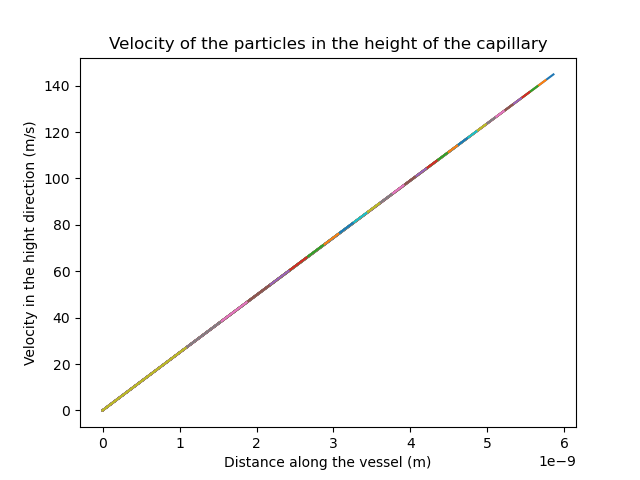 Velocity of the particles in the height of the capillary
Velocity in the hight direction (m/s)
140
120
100
80
60
40
20
0
0 1 2 3 4 5 6
1e−9
Distance along the vessel (m)